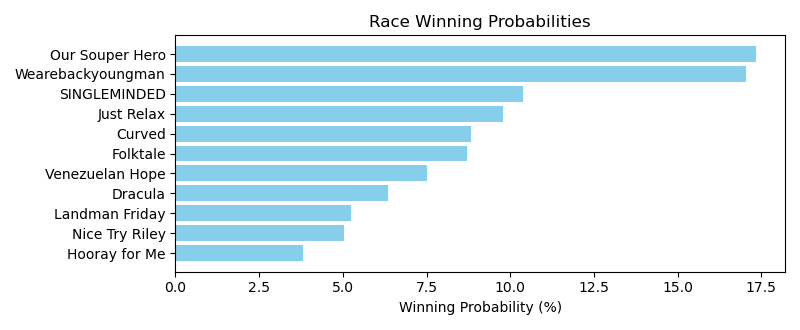 Race Winning Probabilities
Our Souper Hero
Wearebackyoungman
SINGLEMINDED
Just Relax
Curved
Folktale
Venezuelan Hope
Dracula
Landman Friday
Nice Try Riley
Hooray for Me
0.0 2.5 5.0 7.5 10.0 12.5 15.0 17.5
Winning Probability (%)